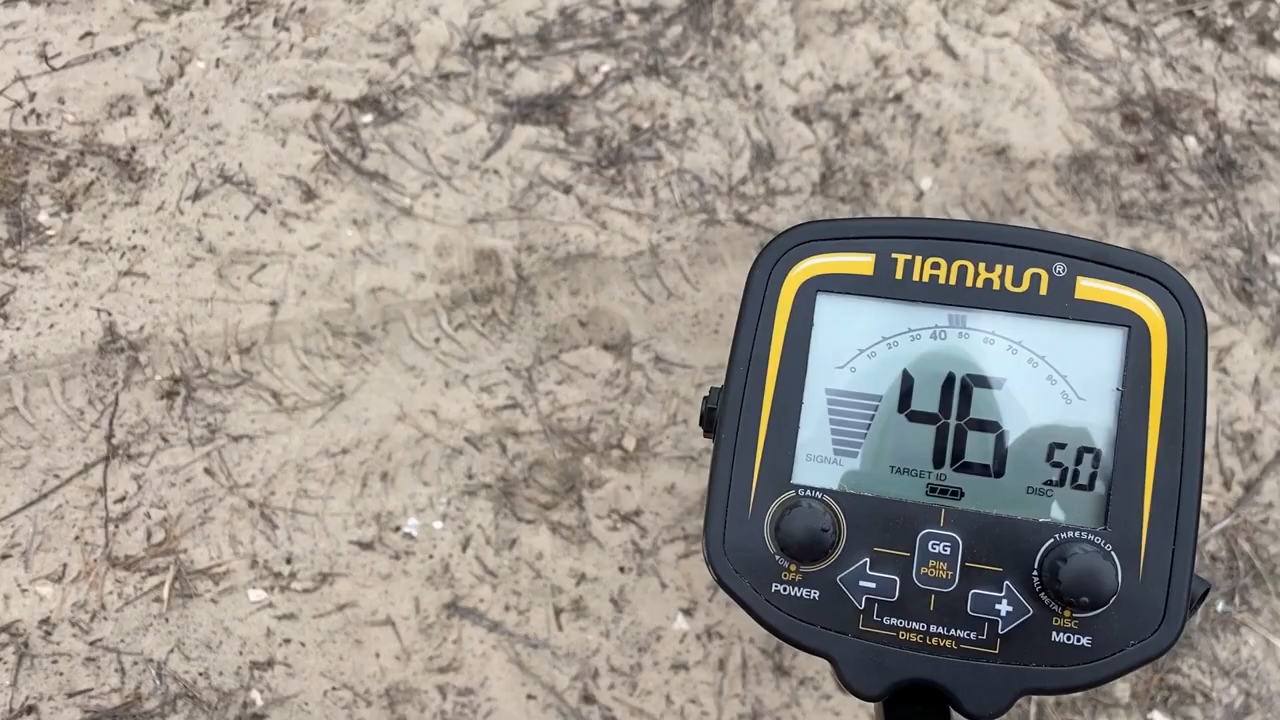 TIANXUN®
0 10 20 30 40 50 60 70 80 90 100
46
50
SIGNAL
TARGET ID
DISC
GAIN
ON
OFF
POWER
GG
PIN
POINT
-
+
GROUND BALANCE
DISC LEVEL
THRESHOLD
ALL METAL
DISC
MODE